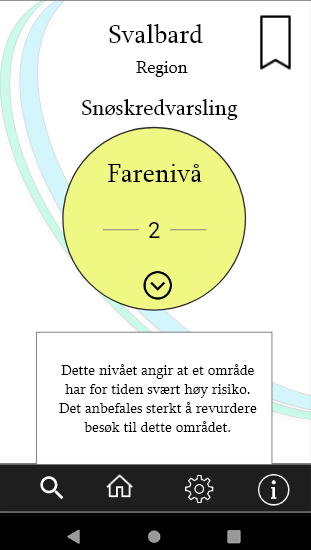 Svalbard
Region
Snøskredvarsling
Farenivå
2
Dette nivået angir at et område
har for tiden svært høy risiko.
Det anbefales sterkt å revurdere
besøk til dette området.